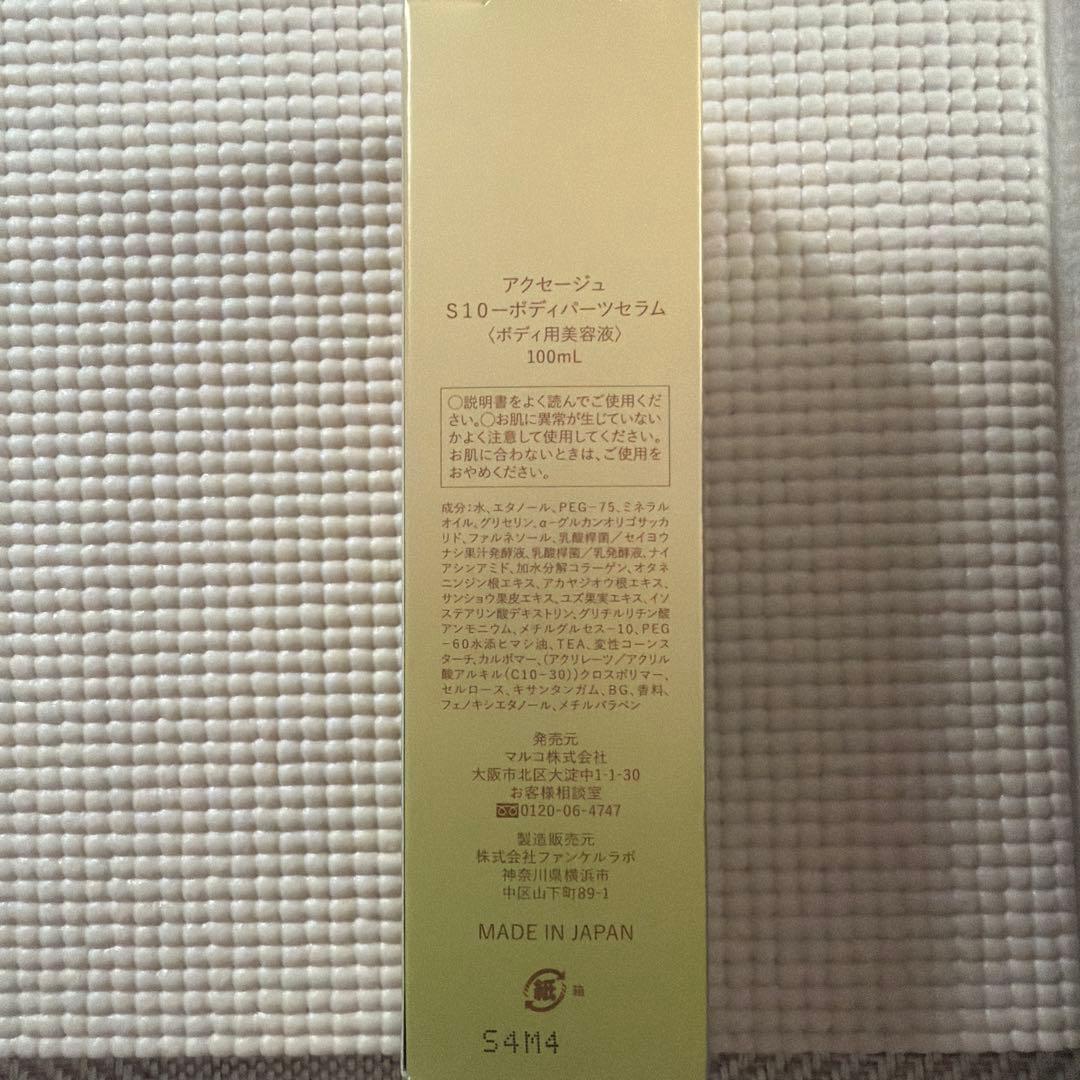 アクセージュ
S10ーボディパーツセラム
〈ボディ用美容液〉
100mL
○説明書をよく読んでご使用くだ
さい。○お肌に異常が生じていない
かよく注意して使用してください。
お肌に合わないときは、ご使用を
おやめください。
成分：水、エタノール、PEG-75、ミネラル
オイル、グリセリン、α-グルカンオリゴサッカ
リド、ファルネソール、乳酸桿菌／セイヨウ
ナシ果汁発酵液、乳酸桿菌／乳発酵液、ナイ
アシンアミド、加水分解コラーゲン、オタネ
ニンジン根エキス、アカヤジオウ根エキス、
サンショウ果皮エキス、ユズ果実エキス、イソ
ステアリン酸デキストリン、グリチルリチン酸
アンモニウム、メチルグルセス-10、PEG
-60水添ヒマシ油、TEA、変性コーンス
ターチ、カルボマー、（アクリレーツ／アクリル
酸アルキル（C10-30））クロスポリマー、
セルロース、キサンタンガム、BG、香料、
フェノキシエタノール、メチルパラベン
発売元
マルコ株式会社
大阪市北区大淀中1-1-30
お客様相談室
0120-06-4747
製造販売元
株式会社ファンケルラボ
神奈川県横浜市
中区山下町89-1
MADE IN JAPAN
紙 箱
S4M4